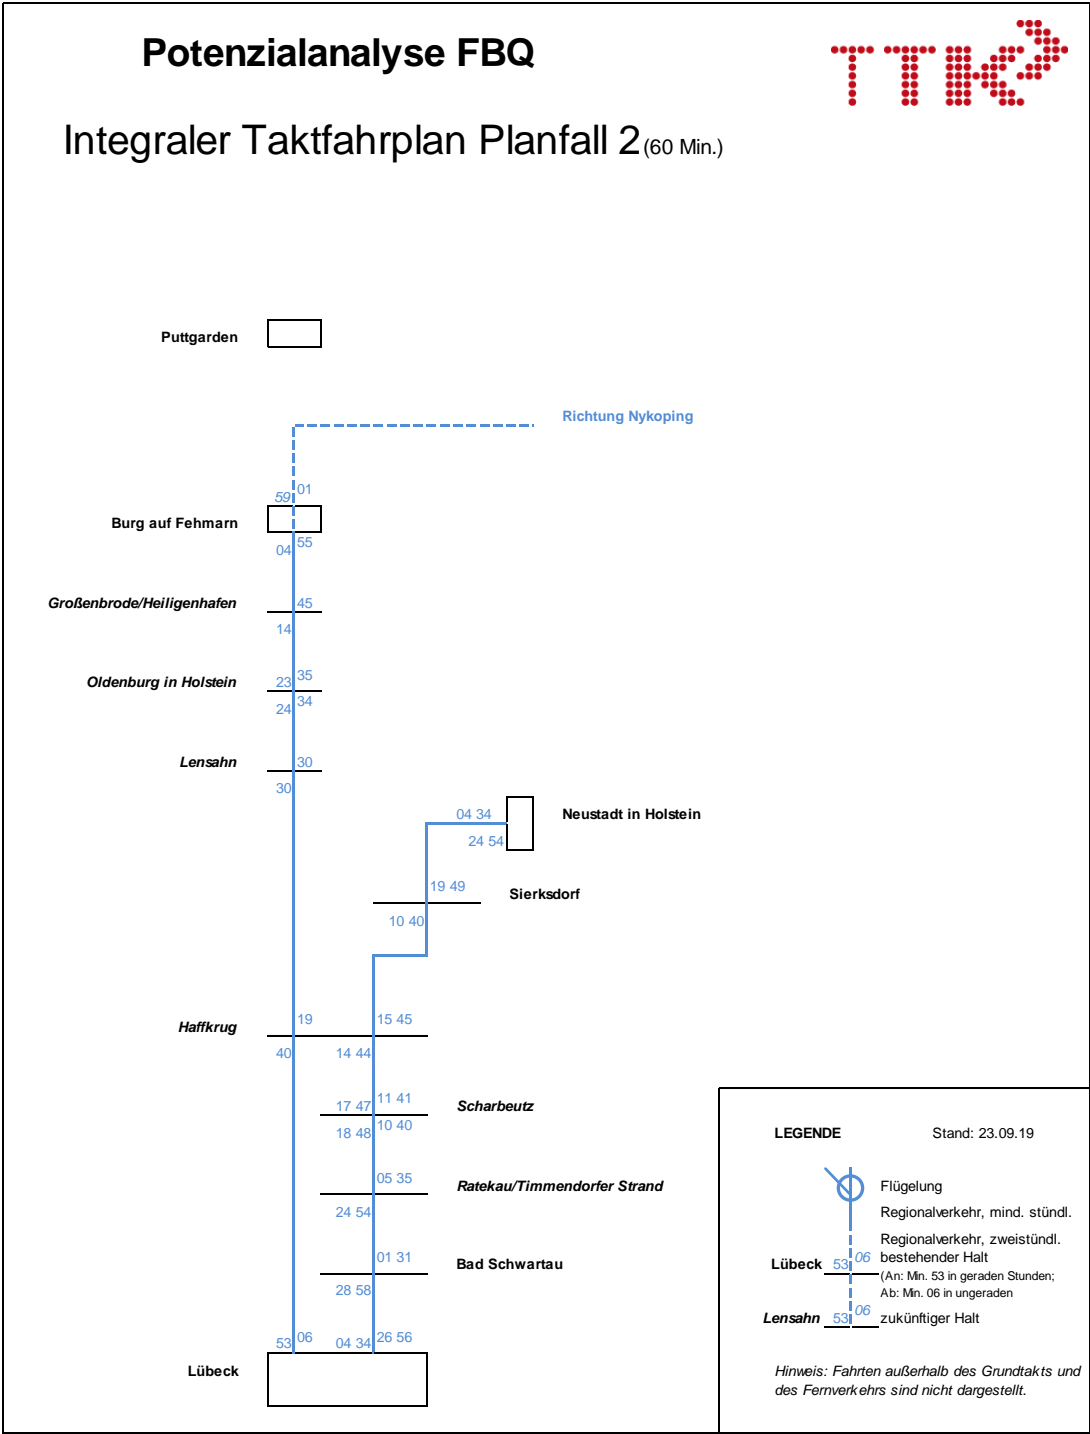 Potenzialanalyse FBQ
TTK
Integraler Taktfahrplan Planfall 2 (60 Min.)
Puttgarden
Richtung Nykoping
59 01
Burg auf Fehmarn
04 55
Großenbrode/Heiligenhafen
45
14
35
Oldenburg in Holstein
23
24 34
Lensahn
30
30
04 34
Neustadt in Holstein
24 54
19 49
Sierksdorf
10 40
19
15 45
Haffkrug
40
14 44
11 41
17 47
Scharbeutz
10 40
18 48
05 35
Ratekau/Timmendorfer Strand
24 54
01 31
Bad Schwartau
28 58
53 06
04 34 26 56
Lübeck
LEGENDE
Stand: 23.09.19
Flügelung
Regionalverkehr, mind. stündl.
Regionalverkehr, zweistündl.
Lübeck 53 06 bestehender Halt
(An: Min. 53 in geraden Stunden;
Ab: Min. 06 in ungeraden
Lensahn 53 06 zukünftiger Halt
Hinweis: Fahrten außerhalb des Grundtakts und
des Fernverkehrs sind nicht dargestellt.